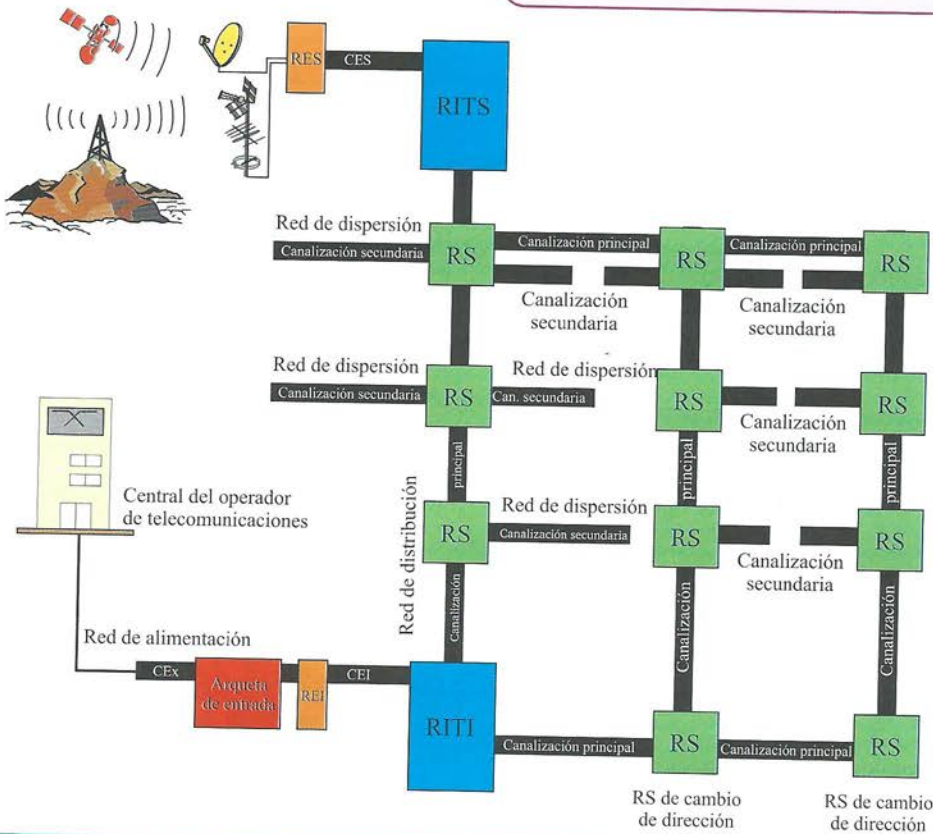 RES
CES
RITS
Red de dispersión
Canalización secundaria
RS
Canalización principal
RS
Canalización principal
RS
Canalización
secundaria
Canalización
secundaria
Red de dispersión
Canalización secundaria
RS
Red de dispersión
Can. secundaria
RS
Canalización
secundaria
RS
principal
principal
principal
Central del operador
de telecomunicaciones
Red de distribución
RS
Red de dispersión
Canalización secundaria
RS
Canalización
secundaria
RS
Canalización
Canalización
Canalización
Red de alimentación
CEx
Arqueta
de entrada
REI
CEI
RITI
Canalización principal
RS
Canalización principal
RS
RS de cambio
de dirección
RS de cambio
de dirección